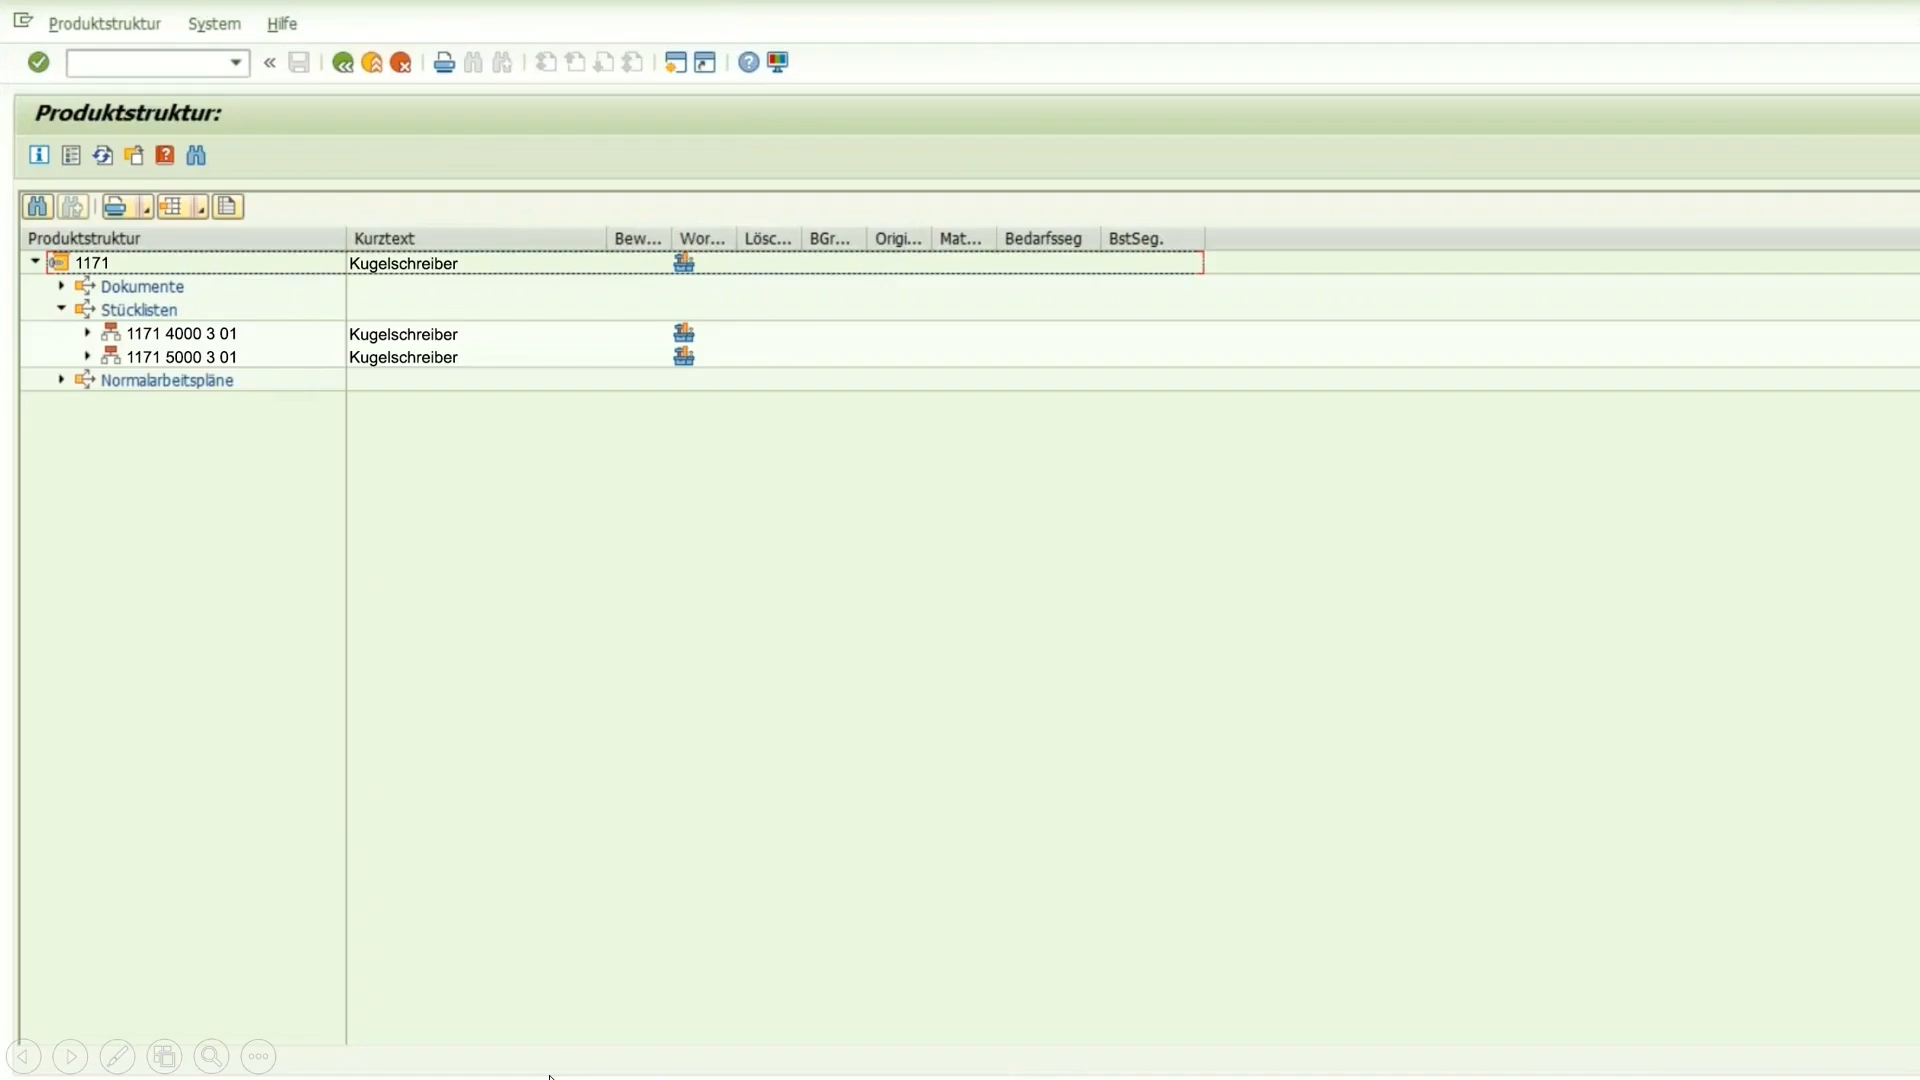 Produktstruktur System Hilfe
Produktstruktur:
Produktstruktur Kurztext Bew... Wor... Lösc... BGr... Origi... Mat... Bedarfsseg BstSeg.
1171 Kugelschreiber
Dokumente
Stücklisten
1171 4000 3 01 Kugelschreiber
1171 5000 3 01 Kugelschreiber
Normalarbeitspläne